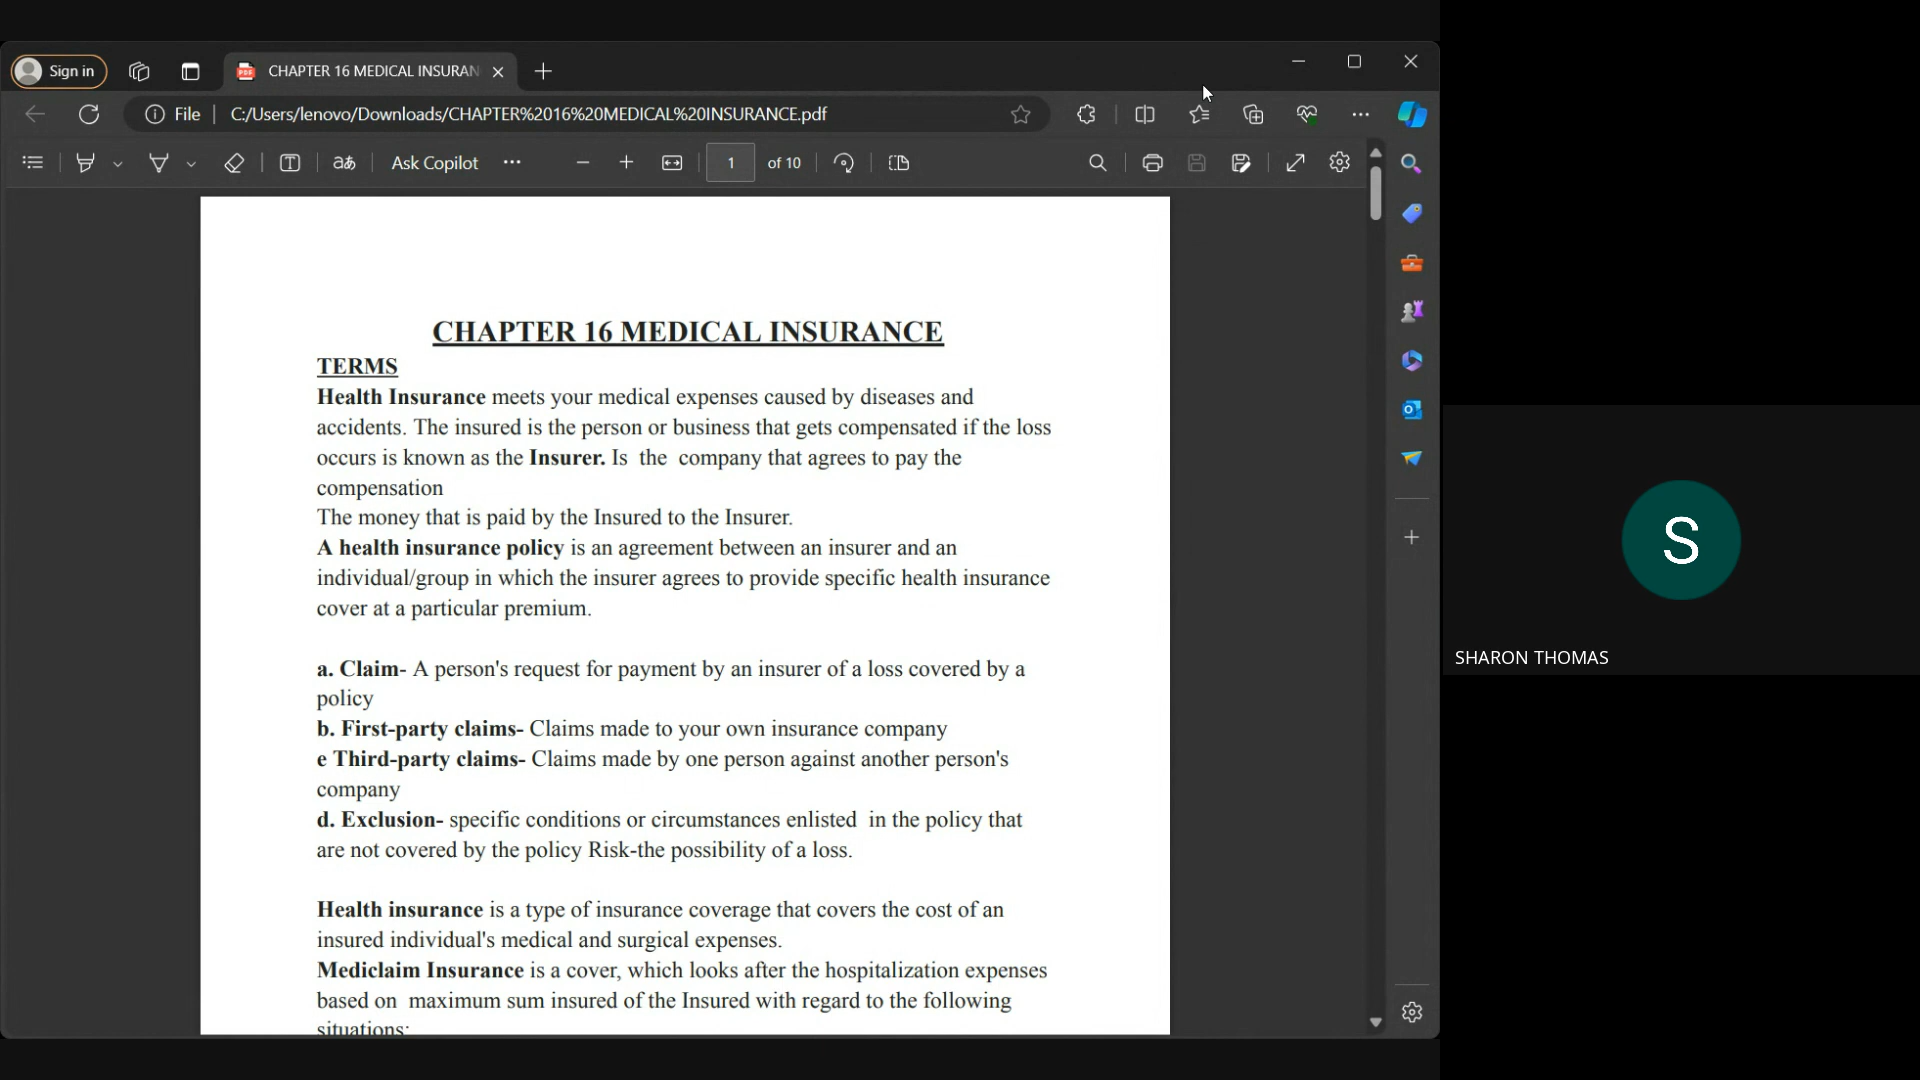 Sign in
CHAPTER 16 MEDICAL INSURAN
File
C:/Users/lenovo/Downloads/CHAPTER%2016%20MEDICAL%20INSURANCE.pdf
aあ
Ask Copilot
1 of 10
CHAPTER 16 MEDICAL INSURANCE
TERMS
Health Insurance meets your medical expenses caused by diseases and
accidents. The insured is the person or business that gets compensated if the loss
occurs is known as the Insurer. Is the company that agrees to pay the
compensation
The money that is paid by the Insured to the Insurer.
A health insurance policy is an agreement between an insurer and an
individual/group in which the insurer agrees to provide specific health insurance
cover at a particular premium.
a. Claim- A person's request for payment by an insurer of a loss covered by a
policy
b. First-party claims- Claims made to your own insurance company
e Third-party claims- Claims made by one person against another person's
company
d. Exclusion- specific conditions or circumstances enlisted in the policy that
are not covered by the policy Risk-the possibility of a loss.
Health insurance is a type of insurance coverage that covers the cost of an
insured individual's medical and surgical expenses.
Mediclaim Insurance is a cover, which looks after the hospitalization expenses
based on maximum sum insured of the Insured with regard to the following
situations:
S
SHARON THOMAS